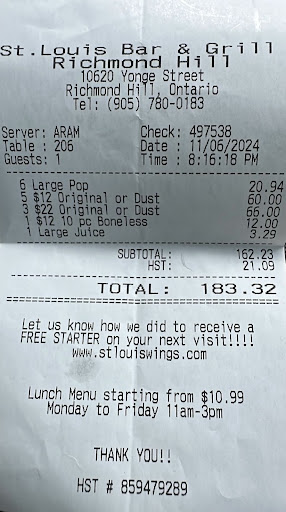 St.Louis Bar & Grill
Richmond Hill
10620 Yonge Street
Richmond Hill, Ontario
Tel: (905) 780-0183
Server: ARAM Check: 497538
Table : 206 Date : 11/06/2024
Guests: 1 Time : 8:16:18 PM
6 Large Pop 20.94
5 $12 Original or Dust 60.00
3 $22 Original or Dust 66.00
1 $12 10 pc Boneless 12.00
1 Large Juice 3.29
SUBTOTAL: 162.23
HST: 21.09
TOTAL: 183.32
Let us know how we did to receive a
FREE STARTER on your next visit!!!!
www.stlouiswings.com
Lunch Menu starting from $10.99
Monday to Friday 11am-3pm
THANK YOU!!
HST # 859479289